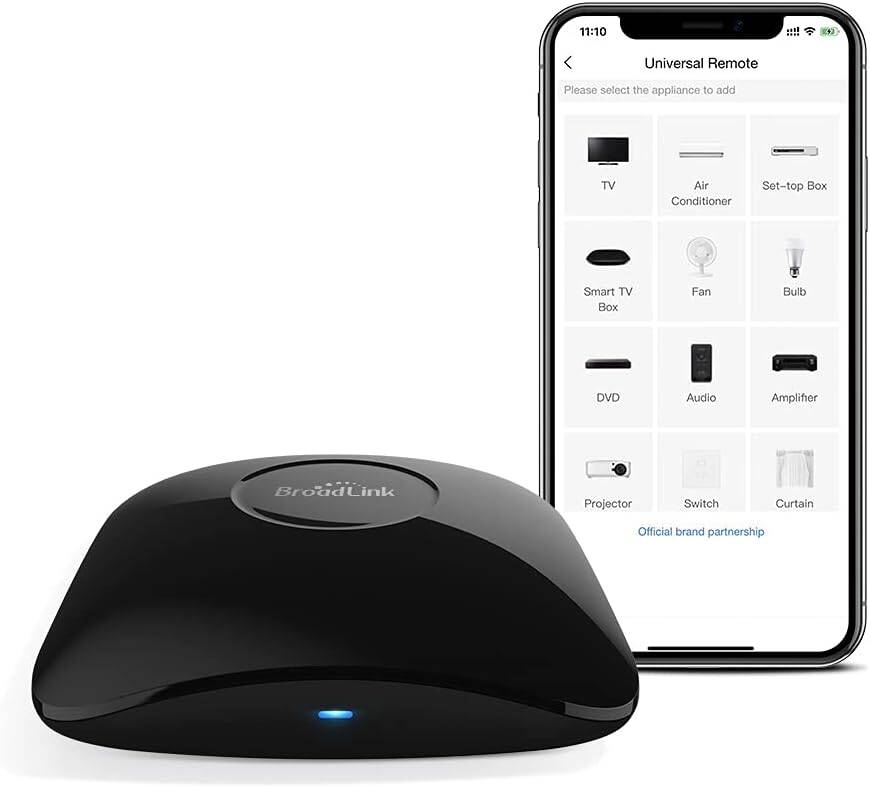 11:10
Universal Remote
Please select the appliance to add
TV
Air
Conditioner
Set-top Box
Smart TV
Box
Fan
Bulb
DVD
Audio
Amplifier
Projector
Switch
Curtain
Official brand partnership
BroadLink